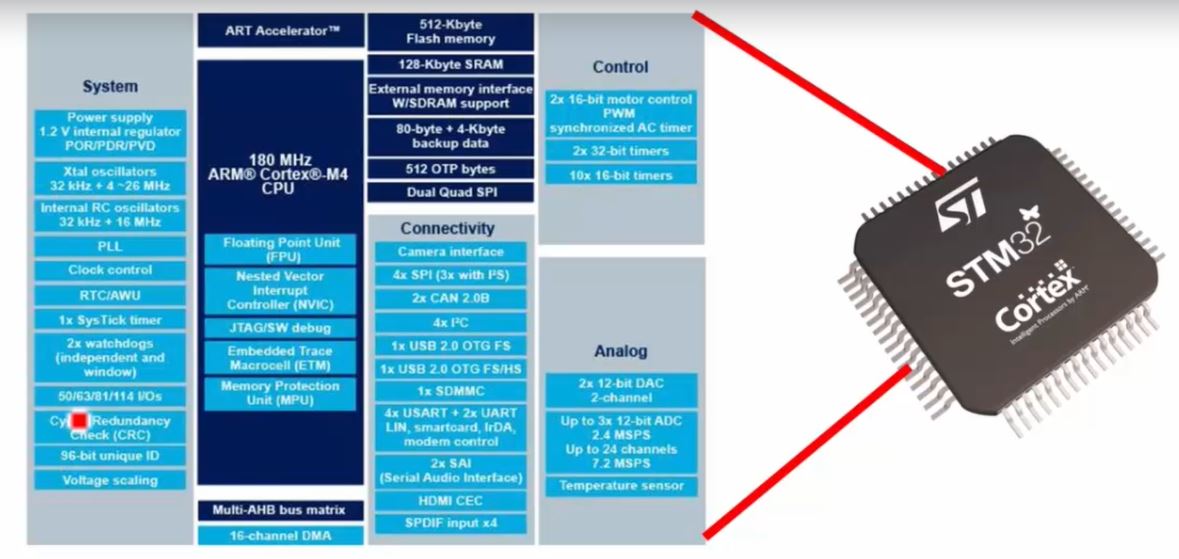 System
Power supply
1.2 V internal regulator
POR/PDR/PVD
Xtal oscillators
32 kHz + 4 ~26 MHz
Internal RC oscillators
32 kHz + 16 MHz
PLL
Clock control
RTC/AWU
1x SysTick timer
2x watchdogs
(independent and
window)
50/63/81/114 I/Os
Redundancy
Check (CRC)
96-bit unique ID
Voltage scaling
ART Accelerator™
180 MHz
ARM® Cortex®-M4
CPU
Floating Point Unit
(FPU)
Nested Vector
Interrupt
Controller (NVIC)
JTAG/SW debug
Embedded Trace
Macrocell (ETM)
Memory Protection
Unit (MPU)
Multi-AHB bus matrix
16-channel DMA
512-Kbyte
Flash memory
128-Kbyte SRAM
External memory interface
W/SDRAM support
80-byte + 4-Kbyte
backup data
512 OTP bytes
Dual Quad SPI
Connectivity
Camera interface
4x SPI (3x with I²S)
2x CAN 2.0B
4x I²C
1x USB 2.0 OTG FS
1x USB 2.0 OTG FS/HS
1x SDMMC
4x USART + 2x UART
LIN, smartcard, IrDA,
modem control
2x SAI
(Serial Audio Interface)
HDMI CEC
SPDIF input x4
Control
2x 16-bit motor control
PWM
synchronized AC timer
2x 32-bit timers
10x 16-bit timers
Analog
2x 12-bit DAC
2-channel
Up to 3x 12-bit ADC
2.4 MSPS
Up to 24 channels
7.2 MSPS
Temperature sensor
ST
STM32
Cortex
Intelligent Processors by ARM®